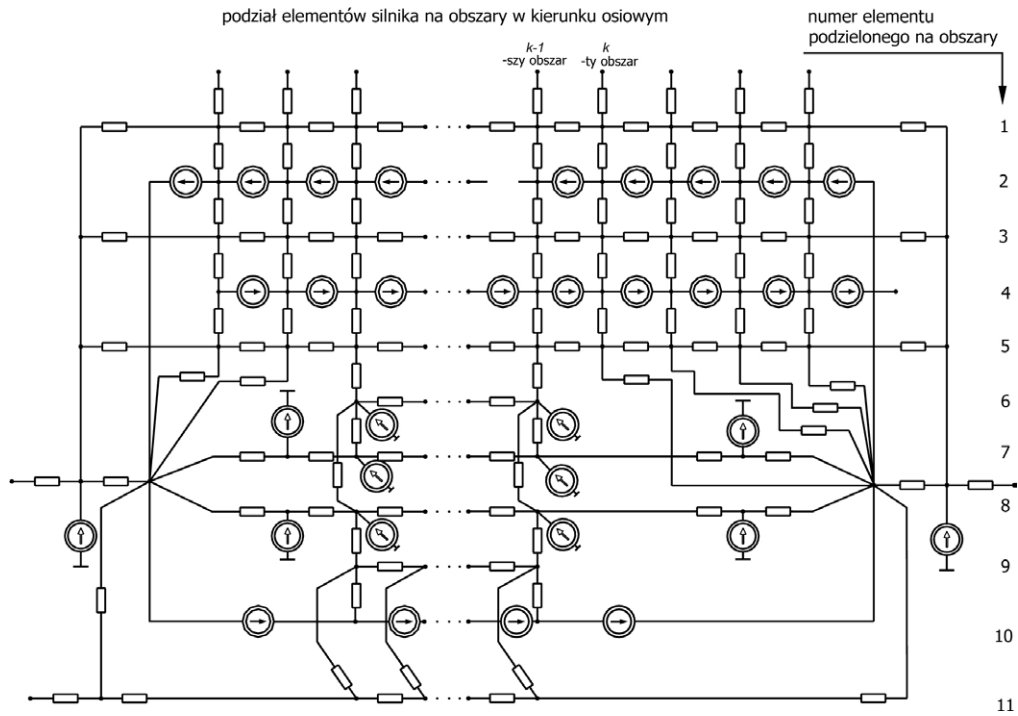 podział elementów silnika na obszary w kierunku osiowym
numer elementu
podzielonego na obszary
k-1
-szy obszar
k
-ty obszar
1
2
3
4
5
6
7
8
9
10
11